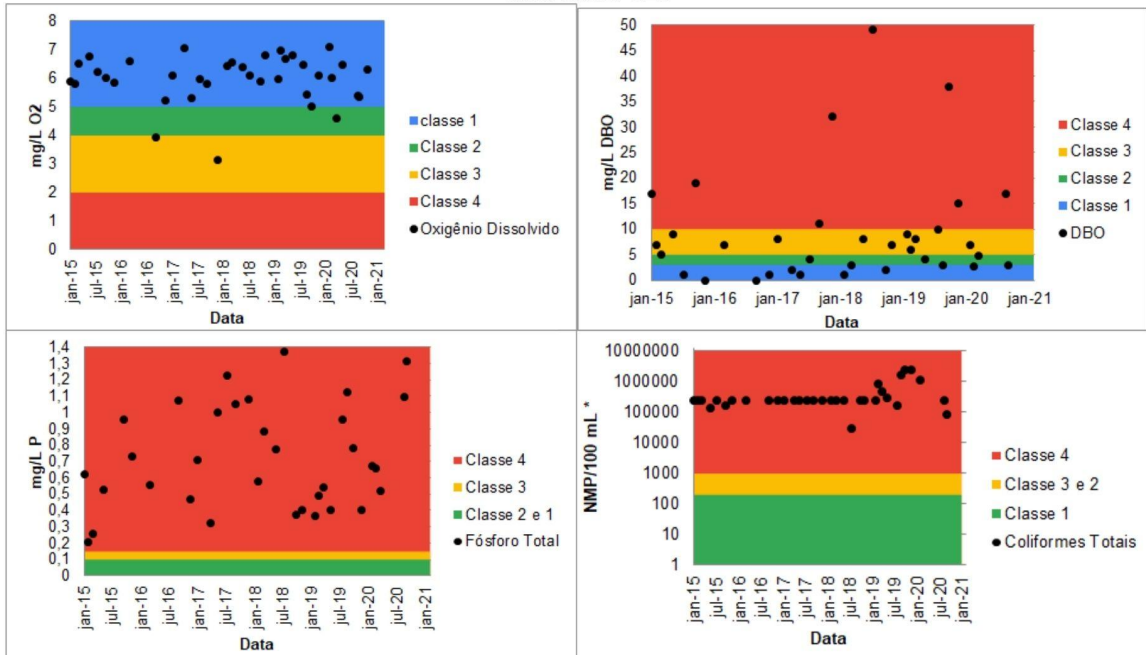 8
7
6
5
4
3
2
1
0
mg/L O2
jan-15
jul-15
jan-16
jul-16
jan-17
jul-17
jan-18
jul-18
jan-19
jul-19
jan-20
jul-20
jan-21
Data
classe 1
Classe 2
Classe 3
Classe 4
Oxigênio Dissolvido
50
45
40
35
30
25
20
15
10
5
0
mg/L DBO
jan-15 jan-16 jan-17 jan-18 jan-19 jan-20 jan-21
Data
Classe 4
Classe 3
Classe 2
Classe 1
DBO
1,4
1,3
1,2
1,1
1
0,9
0,8
0,7
0,6
0,5
0,4
0,3
0,2
0,1
0
mg/L P
jan-15
jul-15
jan-16
jul-16
jan-17
jul-17
jan-18
jul-18
jan-19
jul-19
jan-20
jul-20
jan-21
Data
Classe 4
Classe 3
Classe 2 e 1
Fósforo Total
10000000
1000000
100000
10000
1000
100
10
1
NMP/100 mL *
jan-15
jul-15
jan-16
jul-16
jan-17
jul-17
jan-18
jul-18
jan-19
jul-19
jan-20
jul-20
jan-21
Data
Classe 4
Classe 3 e 2
Classe 1
Coliformes Totais